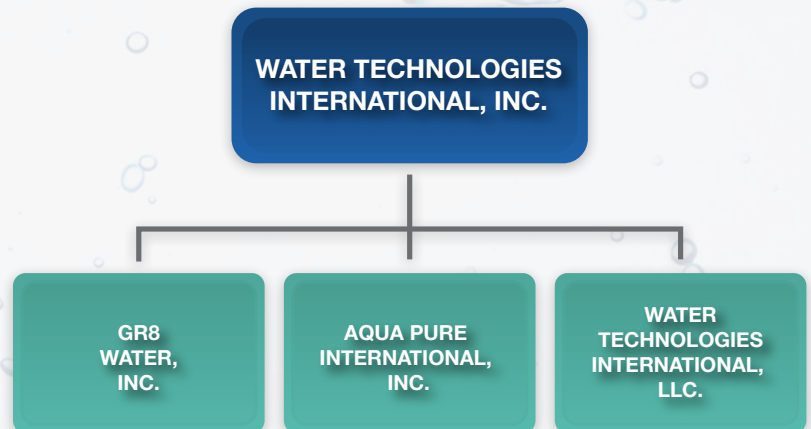 WATER TECHNOLOGIES
INTERNATIONAL, INC.
GR8
WATER,
INC.
AQUA PURE
INTERNATIONAL,
INC.
WATER
TECHNOLOGIES
INTERNATIONAL,
LLC.